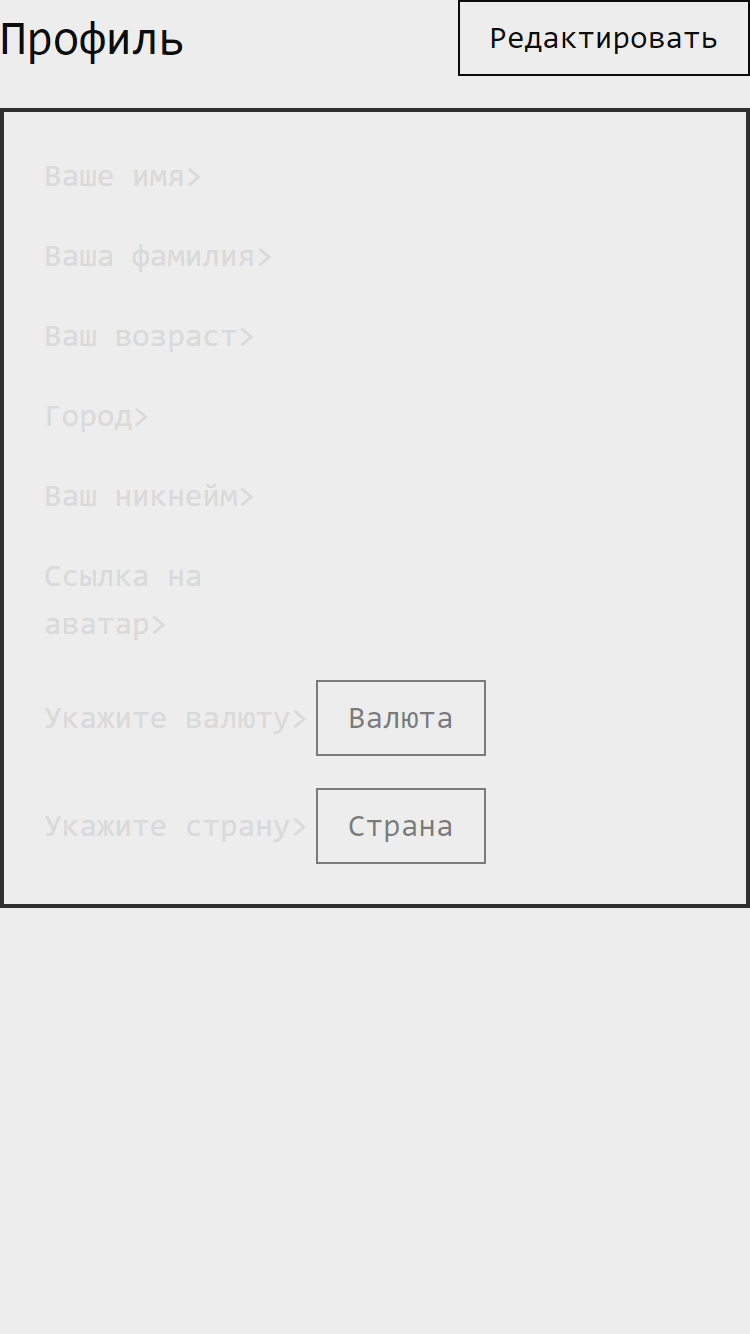 Профиль
Редактировать
Ваше имя>
Ваша фамилия>
Ваш возраст>
Город>
Ваш никнейм>
Ссылка на
аватар>
Укажите валюту>
Валюта
Укажите страну>
Страна